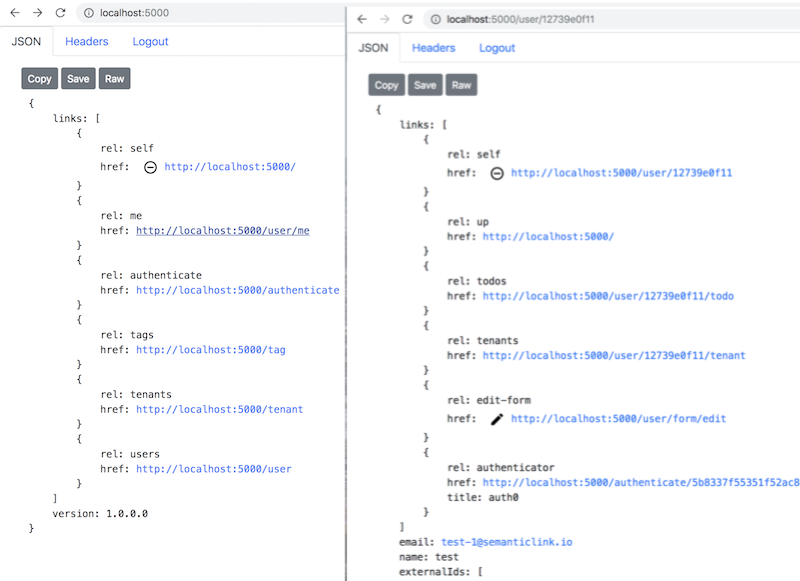 localhost:5000
JSON Headers Logout
Copy Save Raw
{
links: [
{
rel: self
href: http://localhost:5000/
}
{
rel: me
href: http://localhost:5000/user/me
}
{
rel: authenticate
href: http://localhost:5000/authenticate
}
{
rel: tags
href: http://localhost:5000/tag
}
{
rel: tenants
href: http://localhost:5000/tenant
}
{
rel: users
href: http://localhost:5000/user
}
]
version: 1.0.0.0
}
localhost:5000/user/12739e0f11
JSON Headers Logout
Copy Save Raw
{
links: [
{
rel: self
href: http://localhost:5000/user/12739e0f11
}
{
rel: up
href: http://localhost:5000/
}
{
rel: todos
href: http://localhost:5000/user/12739e0f11/todo
}
{
rel: tenants
href: http://localhost:5000/user/12739e0f11/tenant
}
{
rel: edit-form
href: http://localhost:5000/user/form/edit
}
{
rel: authenticator
href: http://localhost:5000/authenticate/5b8337f55351f52ac8
title: auth0
}
]
email: test-1@semanticlink.io
name: test
externalIds: [